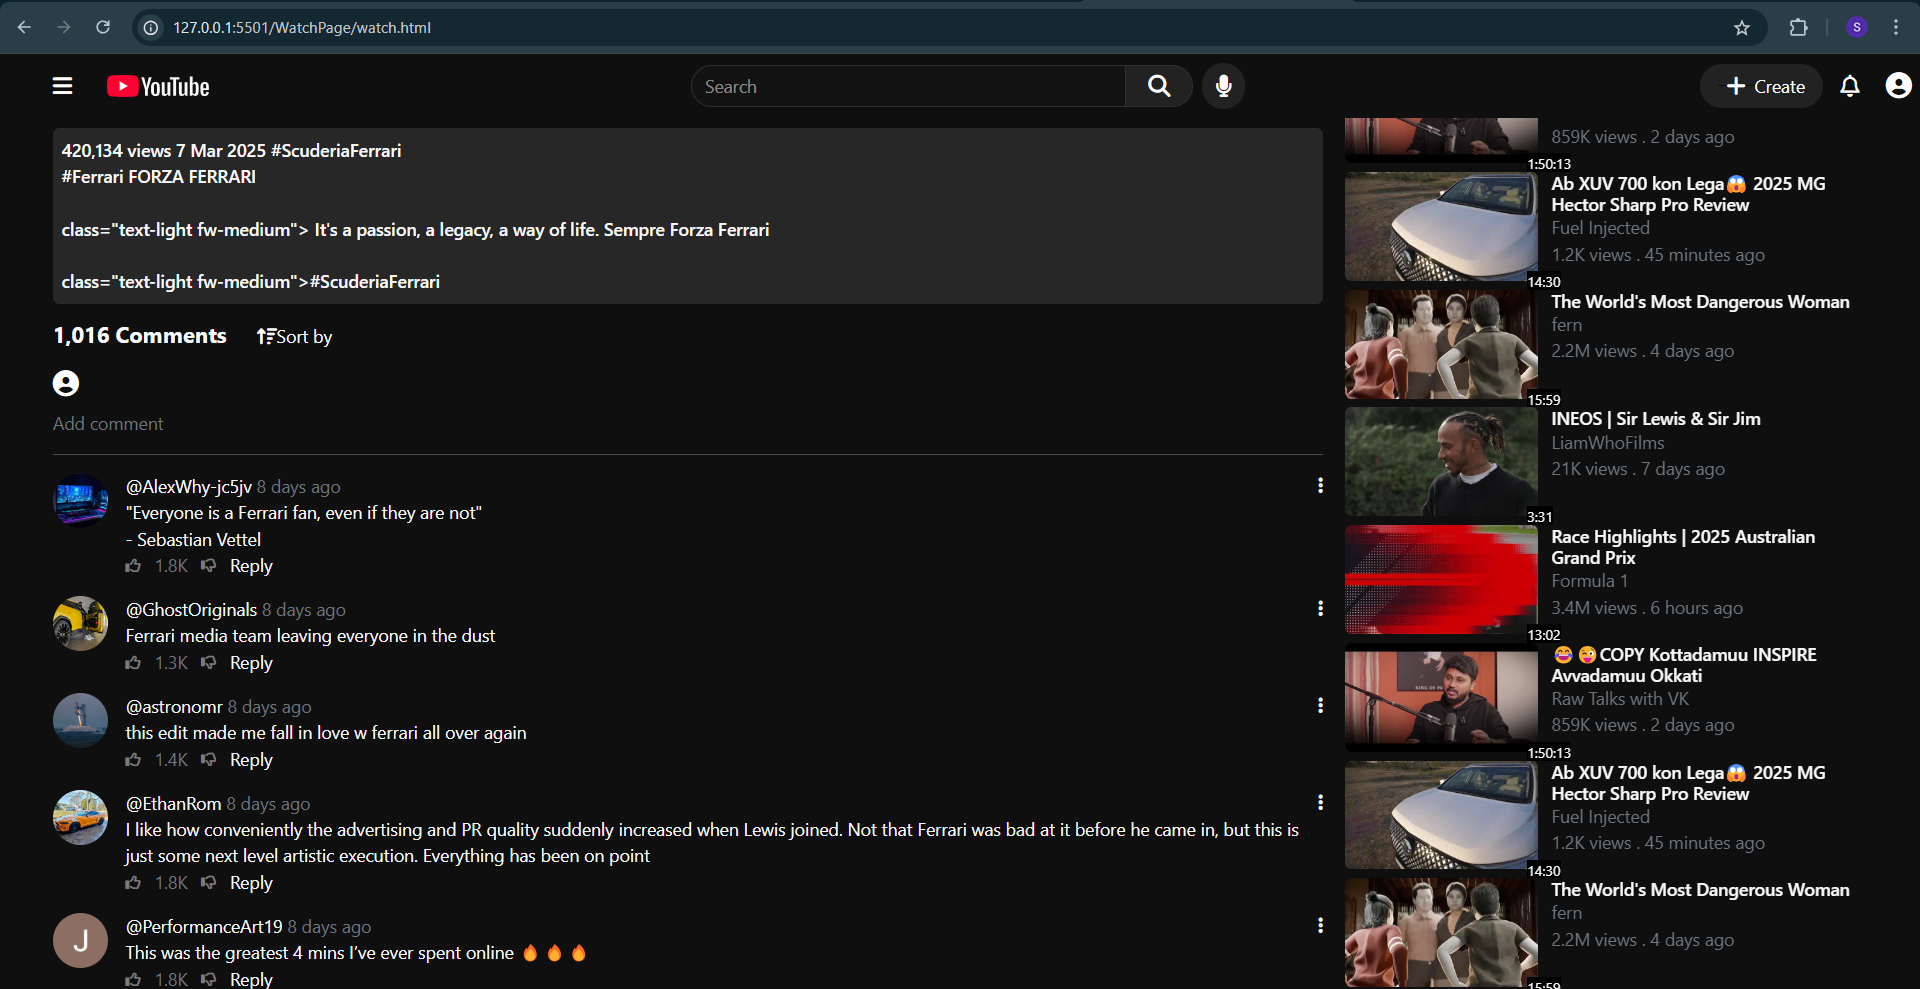 127.0.0.1:5501/WatchPage/watch.html
S
YouTube
Search
Create
420,134 views 7 Mar 2025 #ScuderiaFerrari
#Ferrari FORZA FERRARI
class="text-light fw-medium"> It's a passion, a legacy, a way of life. Sempre Forza Ferrari
class="text-light fw-medium">#ScuderiaFerrari
1,016 Comments
Sort by
Add comment
@AlexWhy-jc5jv 8 days ago
"Everyone is a Ferrari fan, even if they are not"
- Sebastian Vettel
1.8K Reply
@GhostOriginals 8 days ago
Ferrari media team leaving everyone in the dust
1.3K Reply
@astronomr 8 days ago
this edit made me fall in love w ferrari all over again
1.4K Reply
@EthanRom 8 days ago
I like how conveniently the advertising and PR quality suddenly increased when Lewis joined. Not that Ferrari was bad at it before he came in, but this is
just some next level artistic execution. Everything has been on point
1.8K Reply
J
@PerformanceArt19 8 days ago
This was the greatest 4 mins I’ve ever spent online 🔥 🔥 🔥
1.8K Reply
859K views . 2 days ago
1:50:13
Ab XUV 700 kon Lega😱 2025 MG
Hector Sharp Pro Review
Fuel Injected
1.2K views . 45 minutes ago
14:30
The World's Most Dangerous Woman
fern
2.2M views . 4 days ago
15:59
INEOS | Sir Lewis & Sir Jim
LiamWhoFilms
21K views . 7 days ago
3:31
Race Highlights | 2025 Australian
Grand Prix
Formula 1
3.4M views . 6 hours ago
13:02
😂😜COPY Kottadamuu INSPIRE
Avvadamuu Okkati
Raw Talks with VK
859K views . 2 days ago
1:50:13
Ab XUV 700 kon Lega😱 2025 MG
Hector Sharp Pro Review
Fuel Injected
1.2K views . 45 minutes ago
14:30
The World's Most Dangerous Woman
fern
2.2M views . 4 days ago
15:59